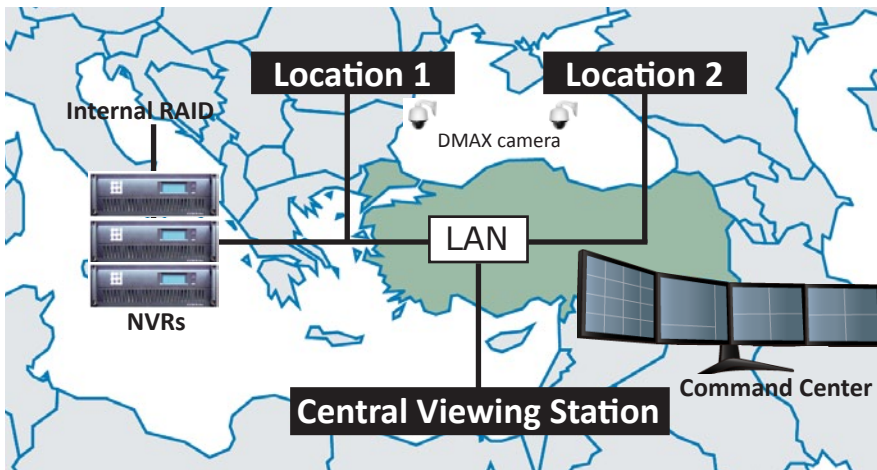 Location 1
Location 2
Internal RAID
DMAX camera
LAN
NVRs
Command Center
Central Viewing Station